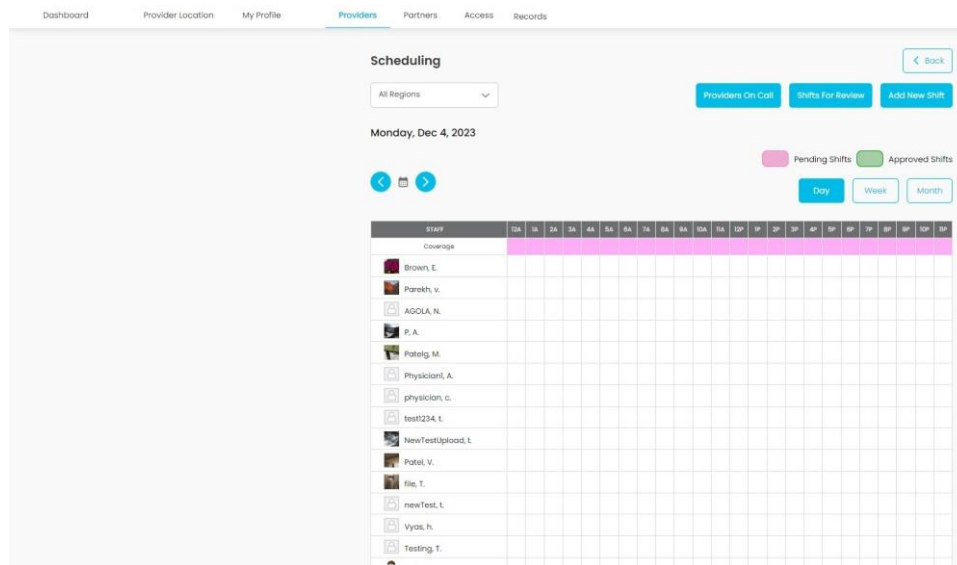 Dashboard Provider Location My Profile Providers Partners Access Records
Scheduling
Back
All Regions
Providers On Call Shifts For Review Add New Shift
Monday, Dec 4, 2023
Pending Shifts Approved Shifts
Day Week Month
STAFF 12A 1A 2A 3A 4A 5A 6A 7A 8A 9A 10A 11A 12P 1P 2P 3P 4P 5P 6P 7P 8P 9P 10P 11P
Coverage
Brown, E.
Parekh, v.
AGOLA, N.
P, A.
Patelg, M.
Physician1, A.
physician, c.
test1234, t.
NewTestUpload, t.
Patel, V.
file, T.
newTest, t.
Vyas, h.
Testing, T.